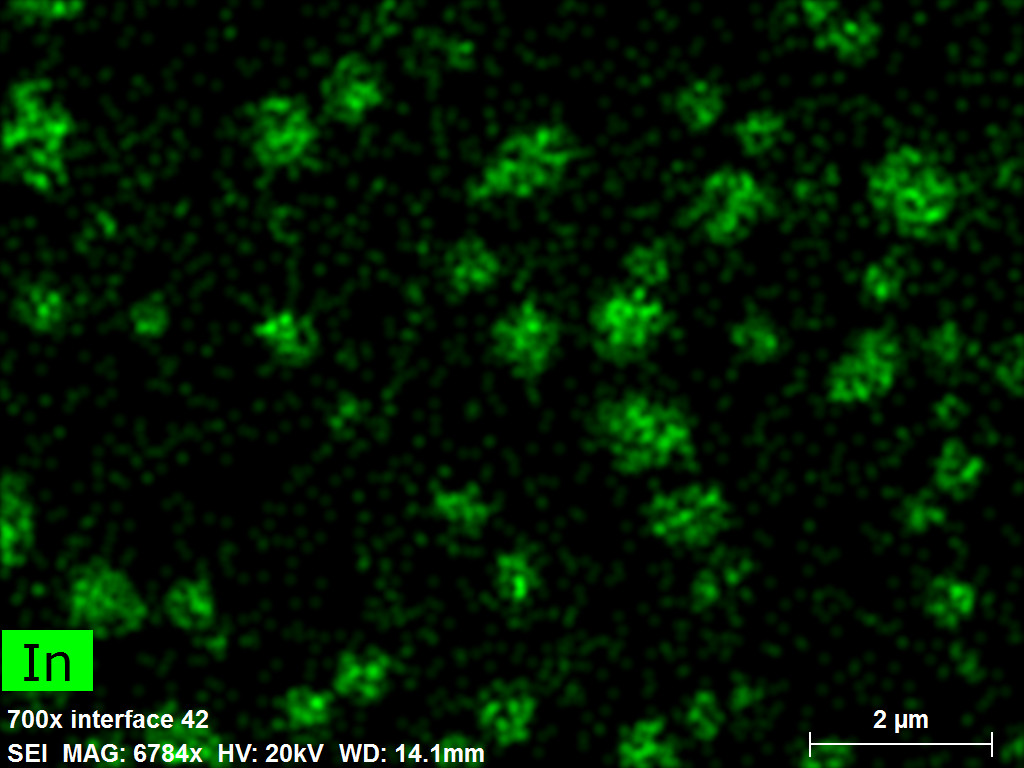 In
700x interface 42
2 µm
SEI MAG: 6784x HV: 20kV WD: 14.1mm